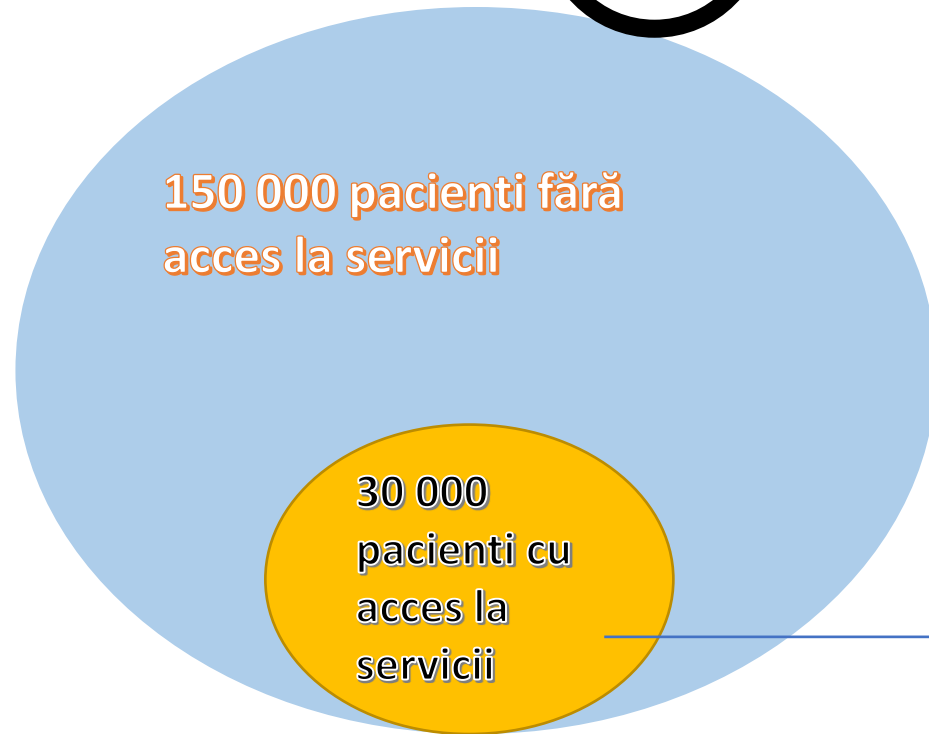 150 000 pacienti fără
acces la servicii
30 000
pacienti cu
acces la
servicii